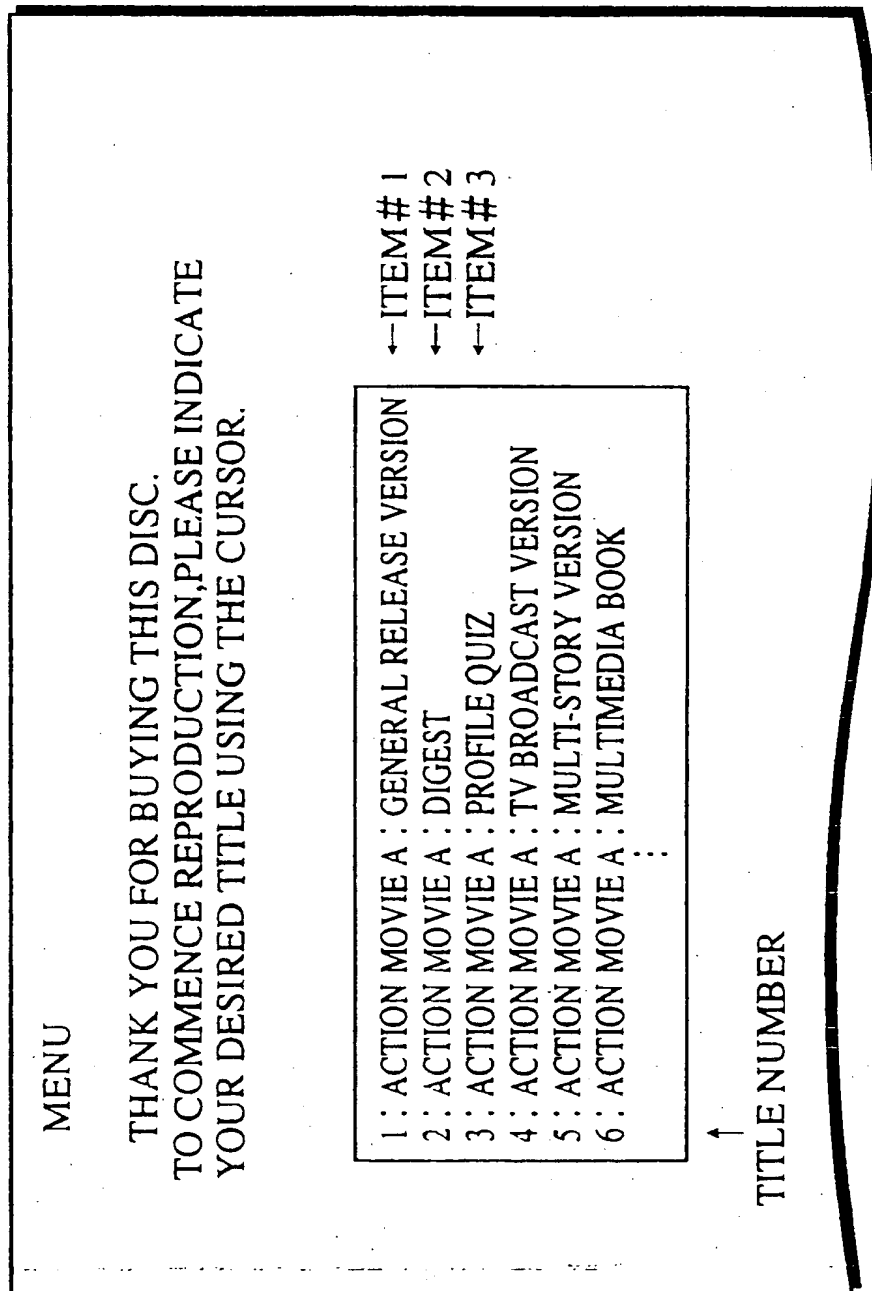 MENU
THANK YOU FOR BUYING THIS DISC.
TO COMMENCE REPRODUCTION,PLEASE INDICATE
YOUR DESIRED TITLE USING THE CURSOR.
1 : ACTION MOVIE A : GENERAL RELEASE VERSION ←ITEM# 1
2 : ACTION MOVIE A : DIGEST ←ITEM# 2
3 : ACTION MOVIE A : PROFILE QUIZ ←ITEM# 3
4 : ACTION MOVIE A : TV BROADCAST VERSION
5 : ACTION MOVIE A : MULTI-STORY VERSION
6 : ACTION MOVIE A : MULTIMEDIA BOOK
⋮
↑
TITLE NUMBER